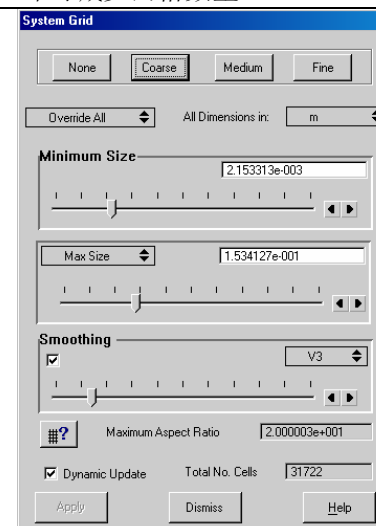 System Grid
None Coarse Medium Fine
Override All All Dimensions in: m
Minimum Size
2.153313e-003
Max Size 1.534127e-001
Smoothing
V3
#? Maximum Aspect Ratio 2.000003e+001
Dynamic Update Total No. Cells 31722
Apply Dismiss Help